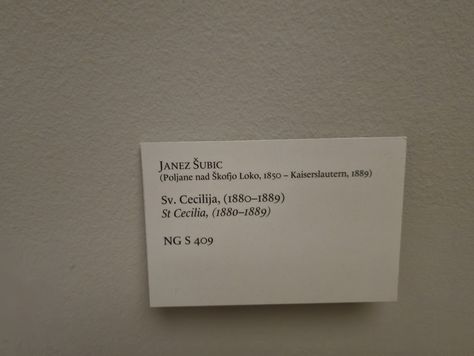 Janez Šubic
(Poljane nad Škofjo Loko, 1850 – Kaiserslautern, 1889)
Sv. Cecilija, (1880–1889)
St Cecilia, (1880–1889)
NG S 409